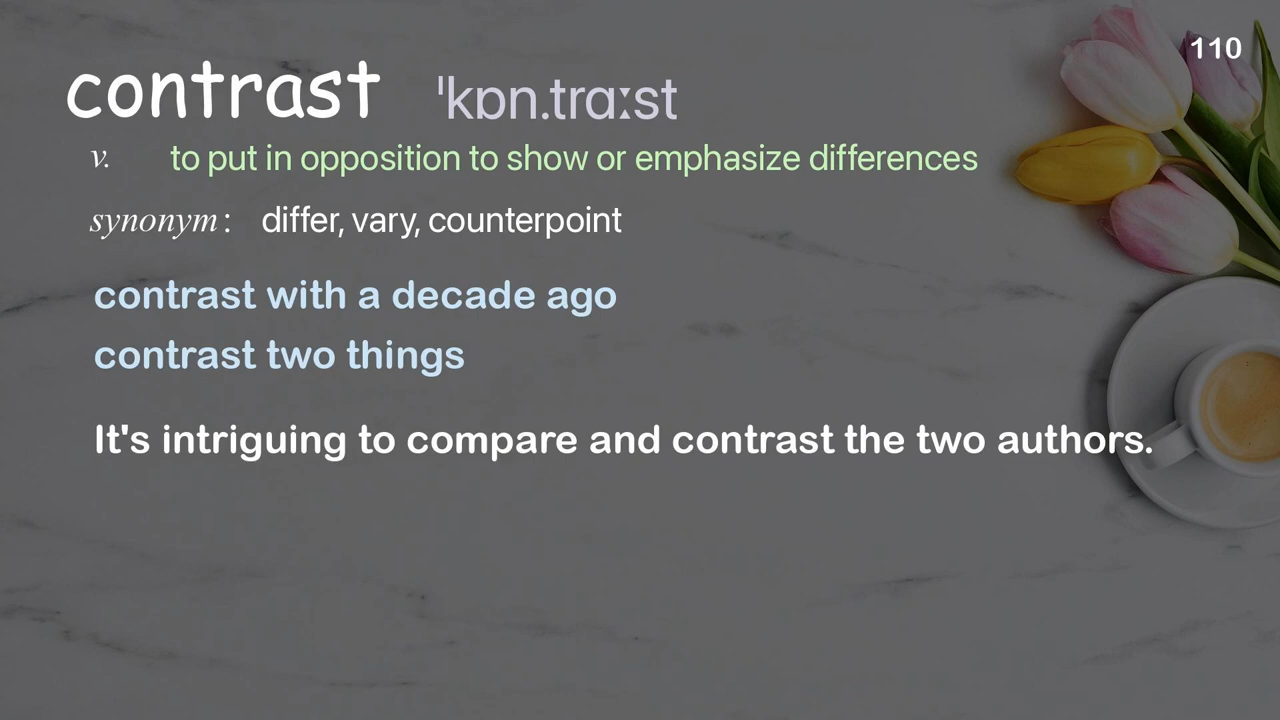 110
contrast ˈkɒn.trɑːst
v. to put in opposition to show or emphasize differences
synonym: differ, vary, counterpoint
contrast with a decade ago
contrast two things
It's intriguing to compare and contrast the two authors.